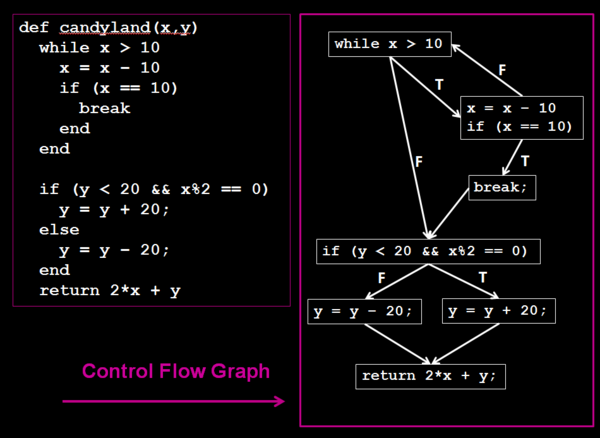 def candyland(x,y)
while x > 10
x = x - 10
if (x == 10)
break
end
end
if (y < 20 && x%2 == 0)
y = y + 20;
else
y = y - 20;
end
return 2*x + y
Control Flow Graph
while x > 10
F
T
x = x - 10
if (x == 10)
F
T
break;
if (y < 20 && x%2 == 0)
F
T
y = y - 20;
y = y + 20;
return 2*x + y;